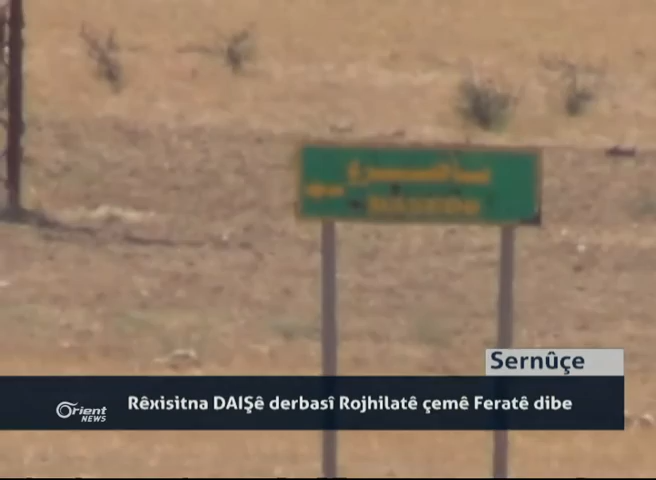 Sernûçe
Orient
NEWS
Rêxisitna DAIŞê derbasî Rojhilatê çemê Feratê dibe